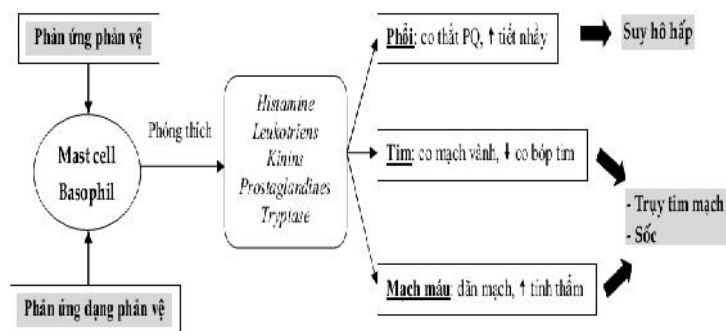 Phản ứng phản vệ
Mast cell
Basophil
Phản ứng dạng phản vệ
Phóng thích
Histamine
Leukotriens
Kinins
Prostaglandines
Tryptase
Phổi: co thắt PQ, ↑ tiết nhầy
Suy hô hấp
Tim: co mạch vành, ↓ co bóp tim
Mạch máu: dãn mạch, ↑ tính thấm
- Trụy tim mạch
- Sốc